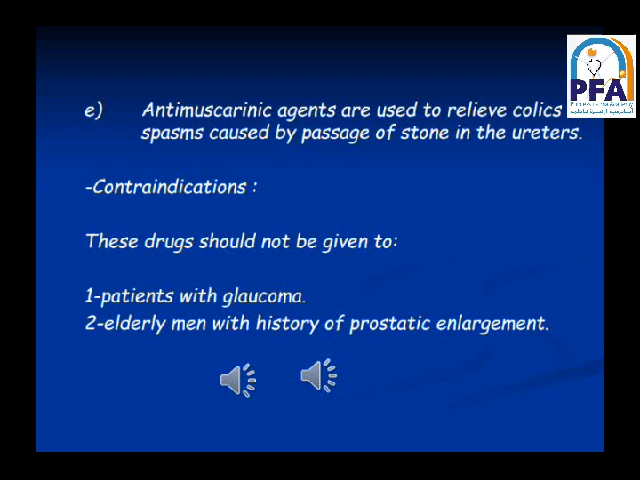 PFA
e) Antimuscarinic agents are used to relieve colics
spasms caused by passage of stone in the ureters.
-Contraindications :
These drugs should not be given to:
1-patients with glaucoma.
2-elderly men with history of prostatic enlargement.